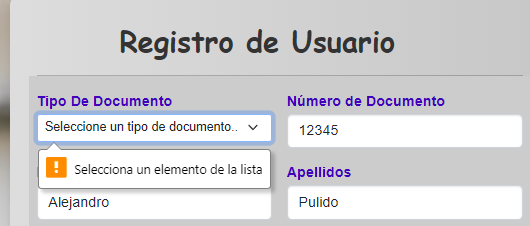 Registro de Usuario
Tipo De Documento
Seleccione un tipo de documento..
Número de Documento
12345
Selecciona un elemento de la lista
Alejandro
Apellidos
Pulido